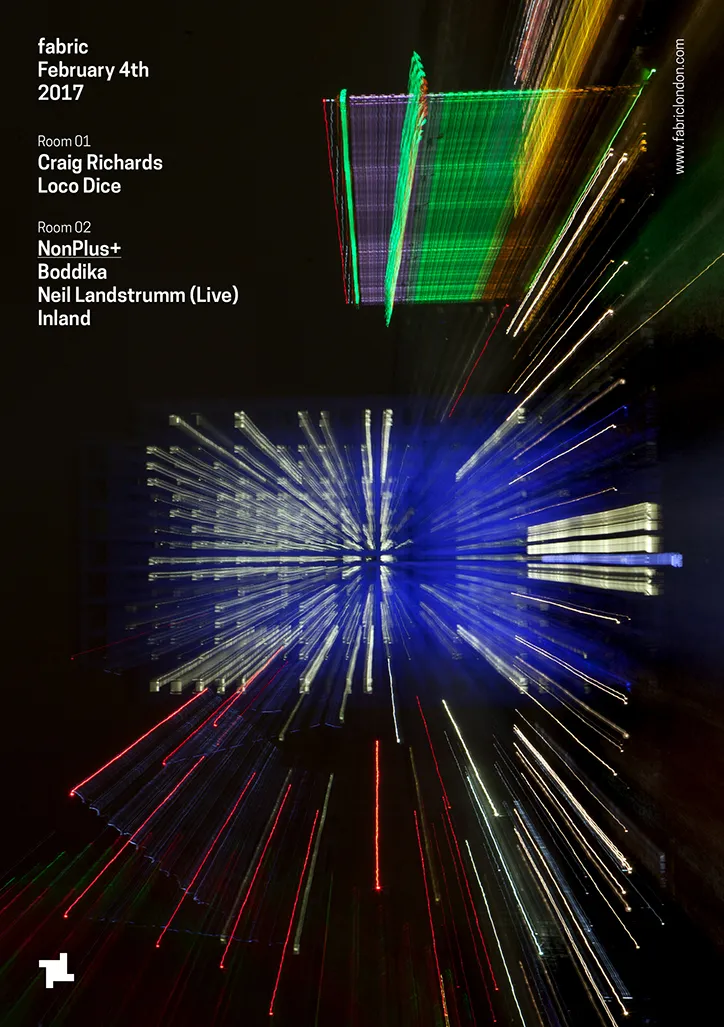 fabric
February 4th
2017
Room 01
Craig Richards
Loco Dice
Room 02
NonPlus+
Boddika
Neil Landstrumm (Live)
Inland
www.fabriclondon.com